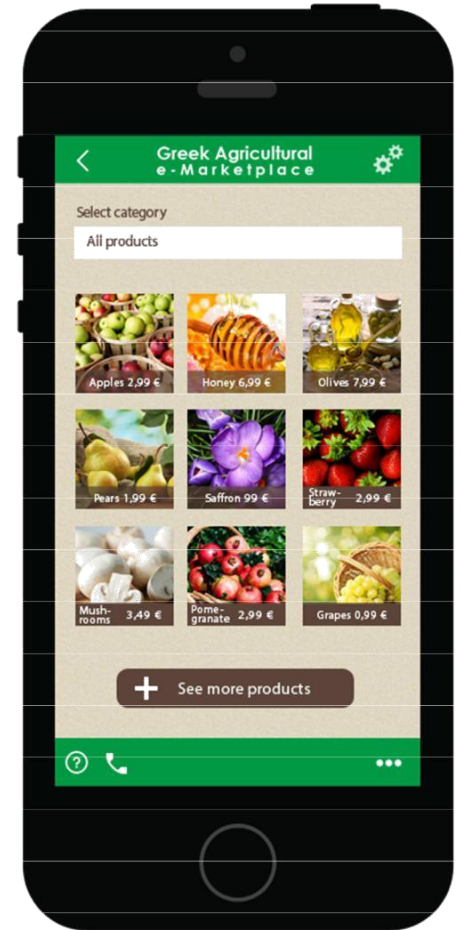 Greek Agricultural
e-Marketplace
Select category
All products
Apples 2,99 €
Honey 6,99 €
Olives 7,99 €
Pears 1,99 €
Saffron 99 €
Straw-
berry 2,99 €
Mush-
rooms 3,49 €
Pome-
granate 2,99 €
Grapes 0,99 €
See more products